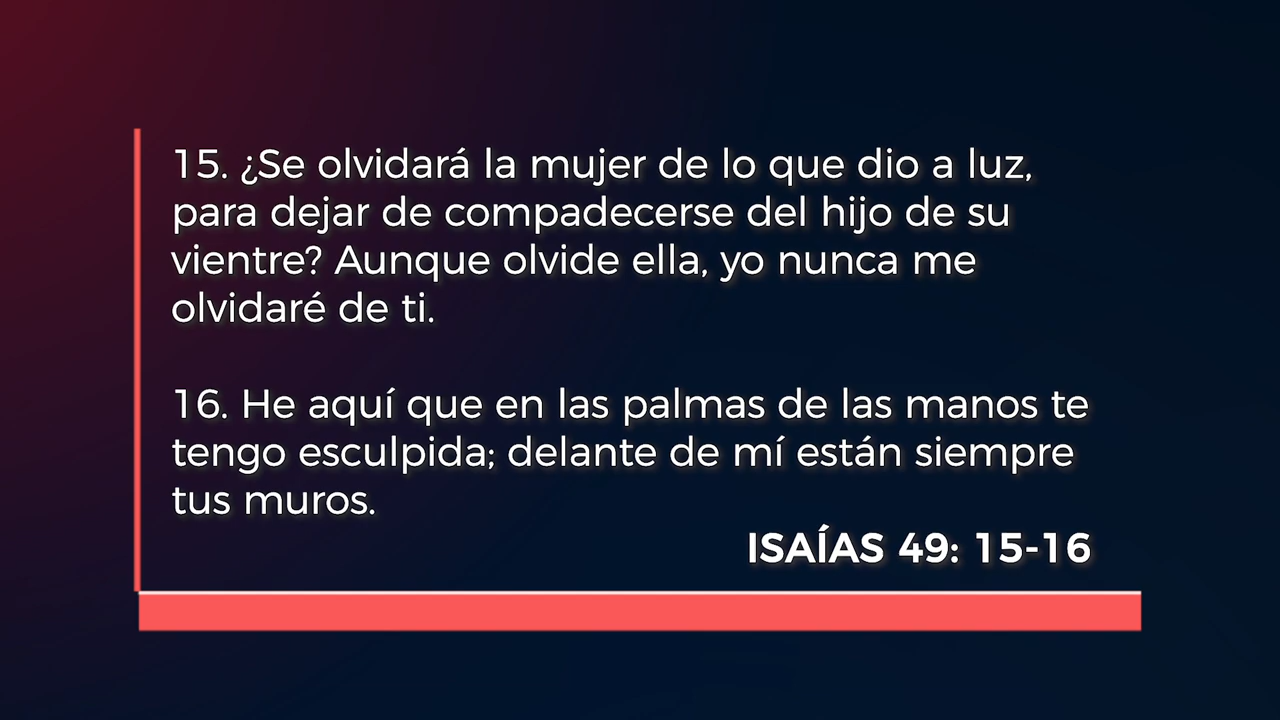 15. ¿Se olvidará la mujer de lo que dio a luz,
para dejar de compadecerse del hijo de su
vientre? Aunque olvide ella, yo nunca me
olvidaré de ti.
16. He aquí que en las palmas de las manos te
tengo esculpida; delante de mí están siempre
tus muros.
ISAÍAS 49: 15-16